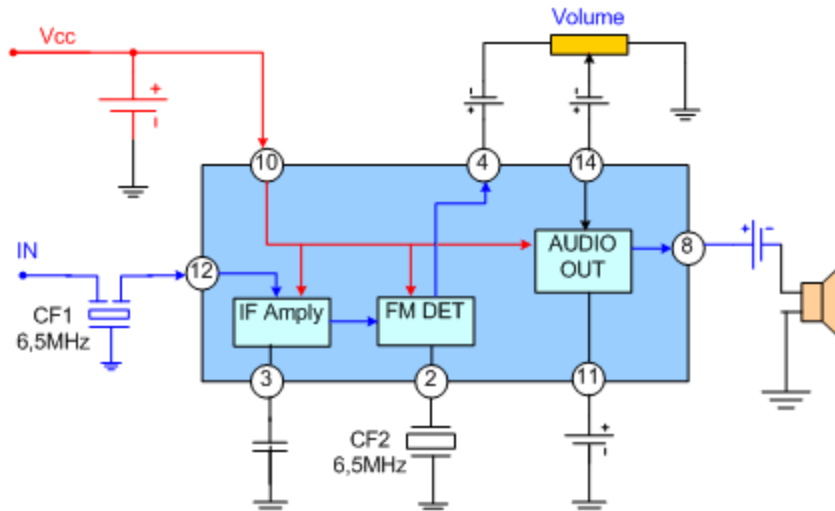 Volume
Vcc
+
-
-
+
-
+
10
4
14
IN
12
AUDIO
OUT
8
+
-
CF1
6,5MHz
IF Amply
FM DET
3
2
11
CF2
6,5MHz
+
-